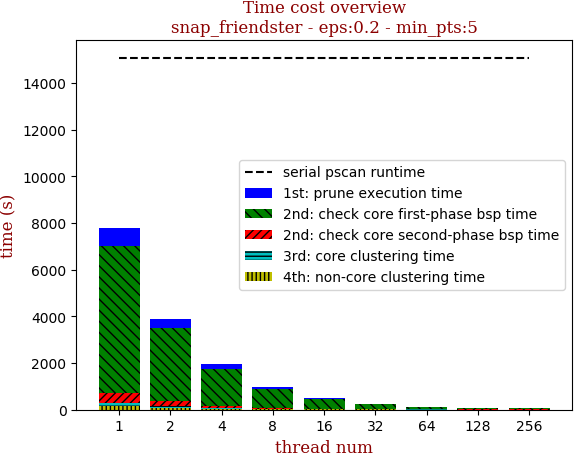 Time cost overview
snap_friendster - eps:0.2 - min_pts:5
time (s)
14000
12000
10000
8000
6000
4000
2000
0
serial pscan runtime
1st: prune execution time
2nd: check core first-phase bsp time
2nd: check core second-phase bsp time
3rd: core clustering time
4th: non-core clustering time
1 2 4 8 16 32 64 128 256
thread num